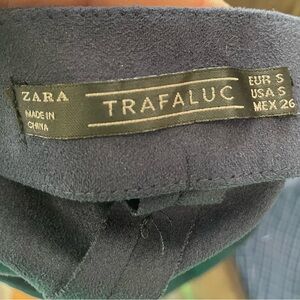 ZARA
MADE IN
CHINA
TRAFALUC
EUR S
USA S
MEX 26